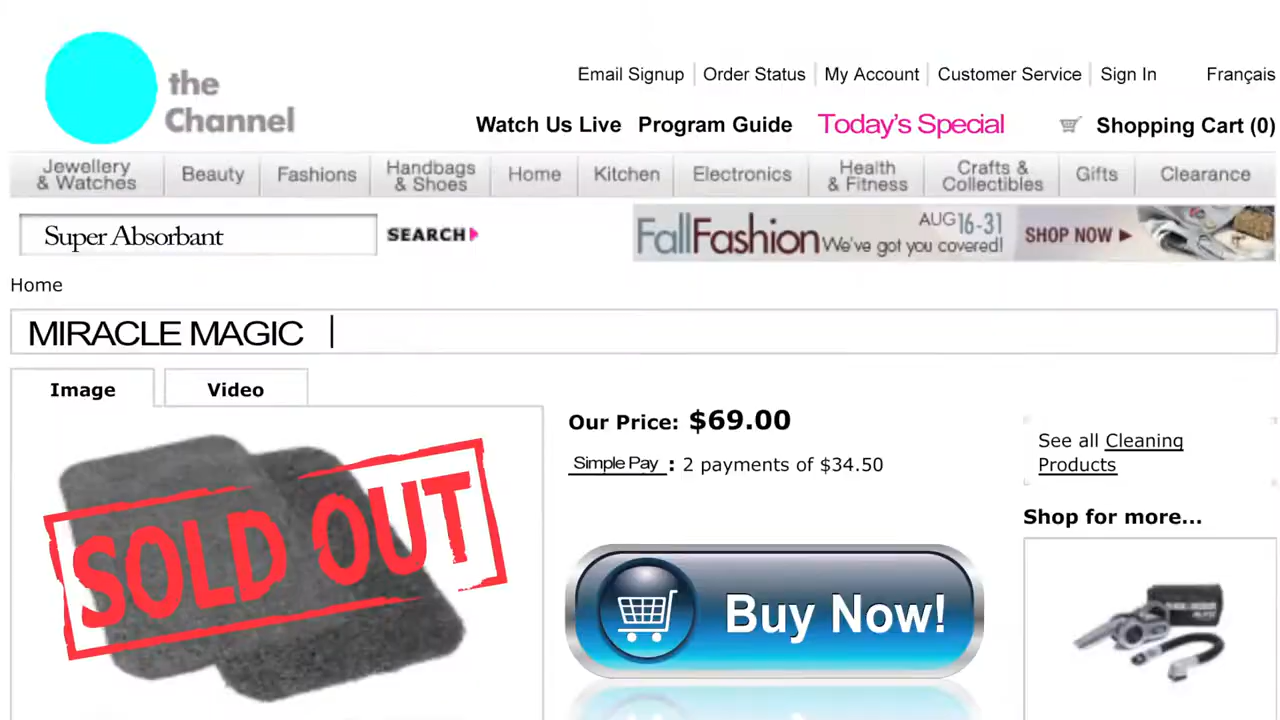 the
Channel
Email Signup
Order Status
My Account
Customer Service
Sign In
Français
Watch Us Live
Program Guide
Today's Special
Shopping Cart (0)
Jewellery
& Watches
Beauty
Fashions
Handbags
& Shoes
Home
Kitchen
Electronics
Health
& Fitness
Crafts &
Collectibles
Gifts
Clearance
Super Absorbant
SEARCH
FallFashion
AUG 16-31
We've got you covered!
SHOP NOW
Home
MIRACLE MAGIC
Image
Video
SOLD OUT
Our Price: $69.00
Simple Pay : 2 payments of $34.50
Buy Now!
See all Cleaning
Products
Shop for more...